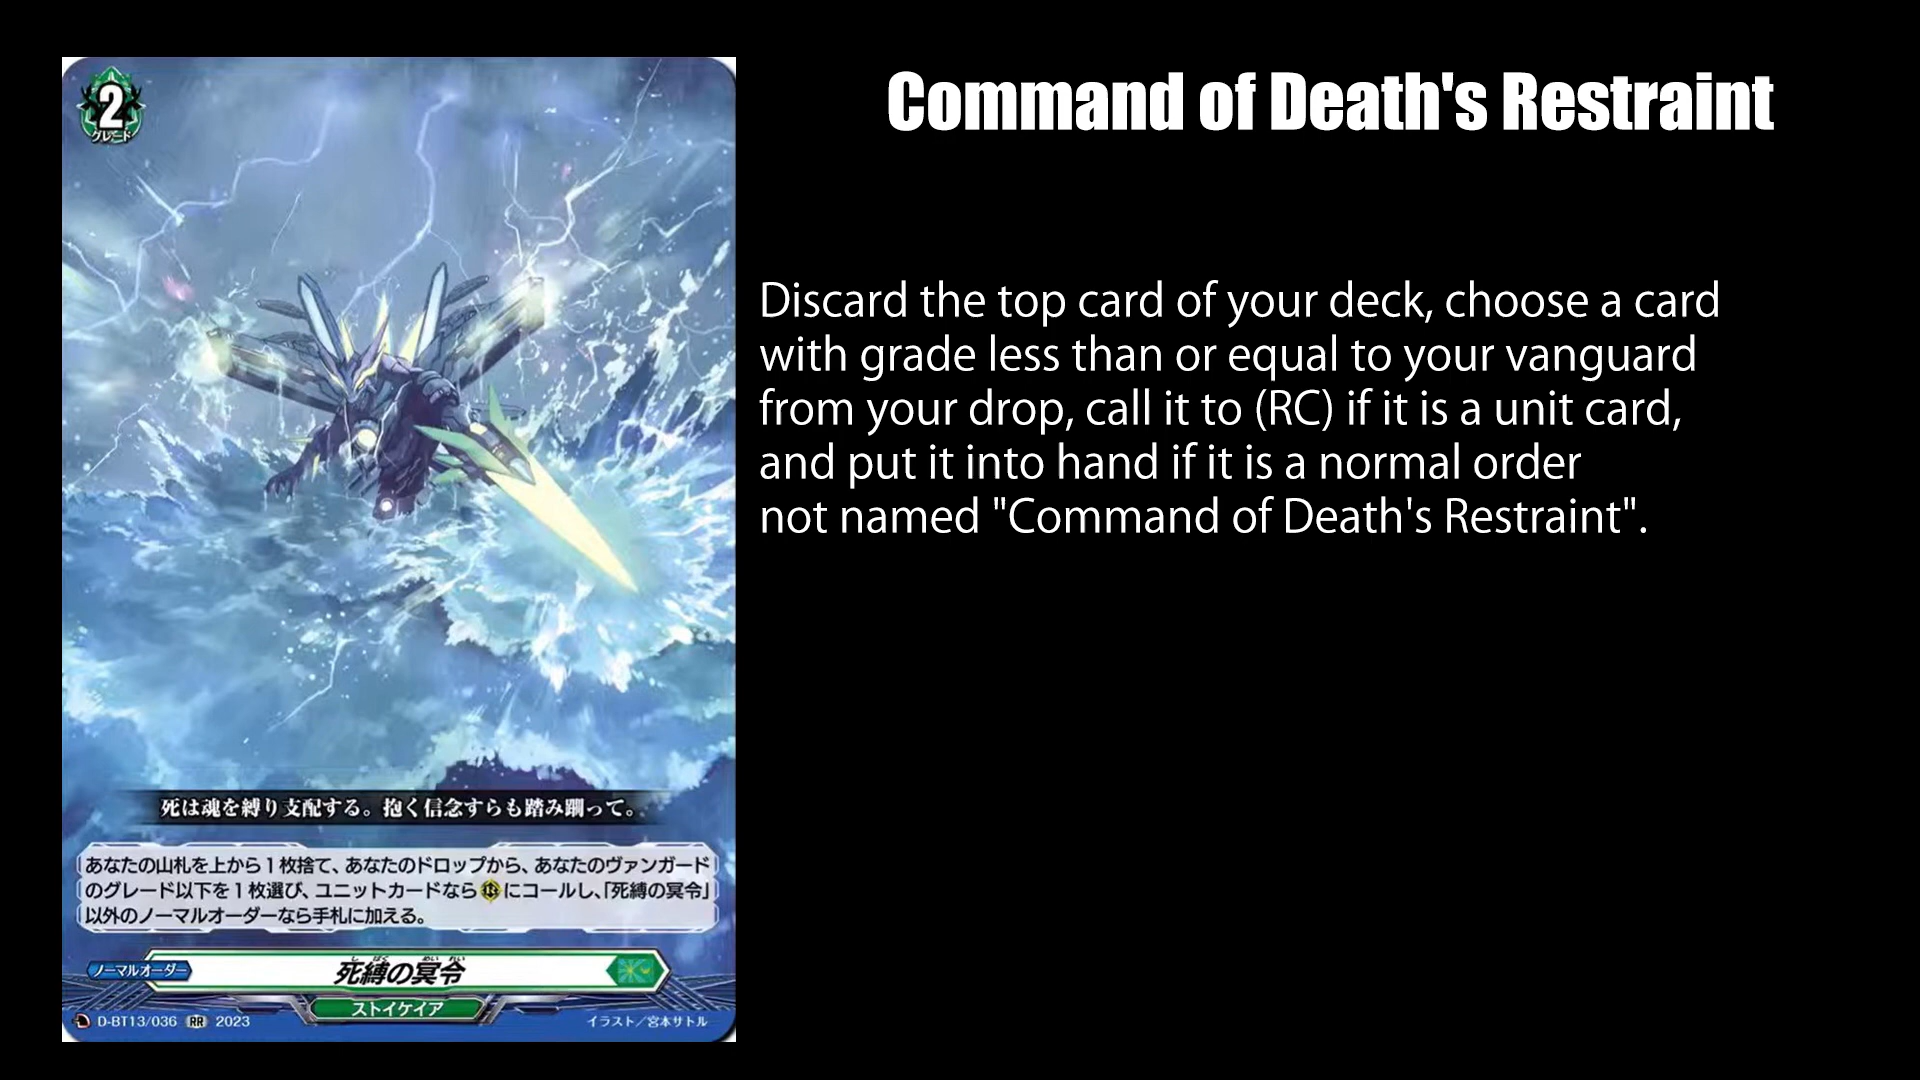 2
グレード
死は魂を縛り支配する。抱く信念すらも踏み躙って。
あなたの山札を上から1枚捨て、あなたのドロップから、あなたのヴァンガード
のグレード以下を1枚選び、ユニットカードなら R にコールし、「死縛の冥令」
以外のノーマルオーダーなら手札に加える。
ノーマルオーダー
しばく めいれい
死縛の冥令
ストイケイア
D-BT13/036 RR 2023
イラスト/宮本サトル
Command of Death's Restraint
Discard the top card of your deck, choose a card
with grade less than or equal to your vanguard
from your drop, call it to (RC) if it is a unit card,
and put it into hand if it is a normal order
not named "Command of Death's Restraint".